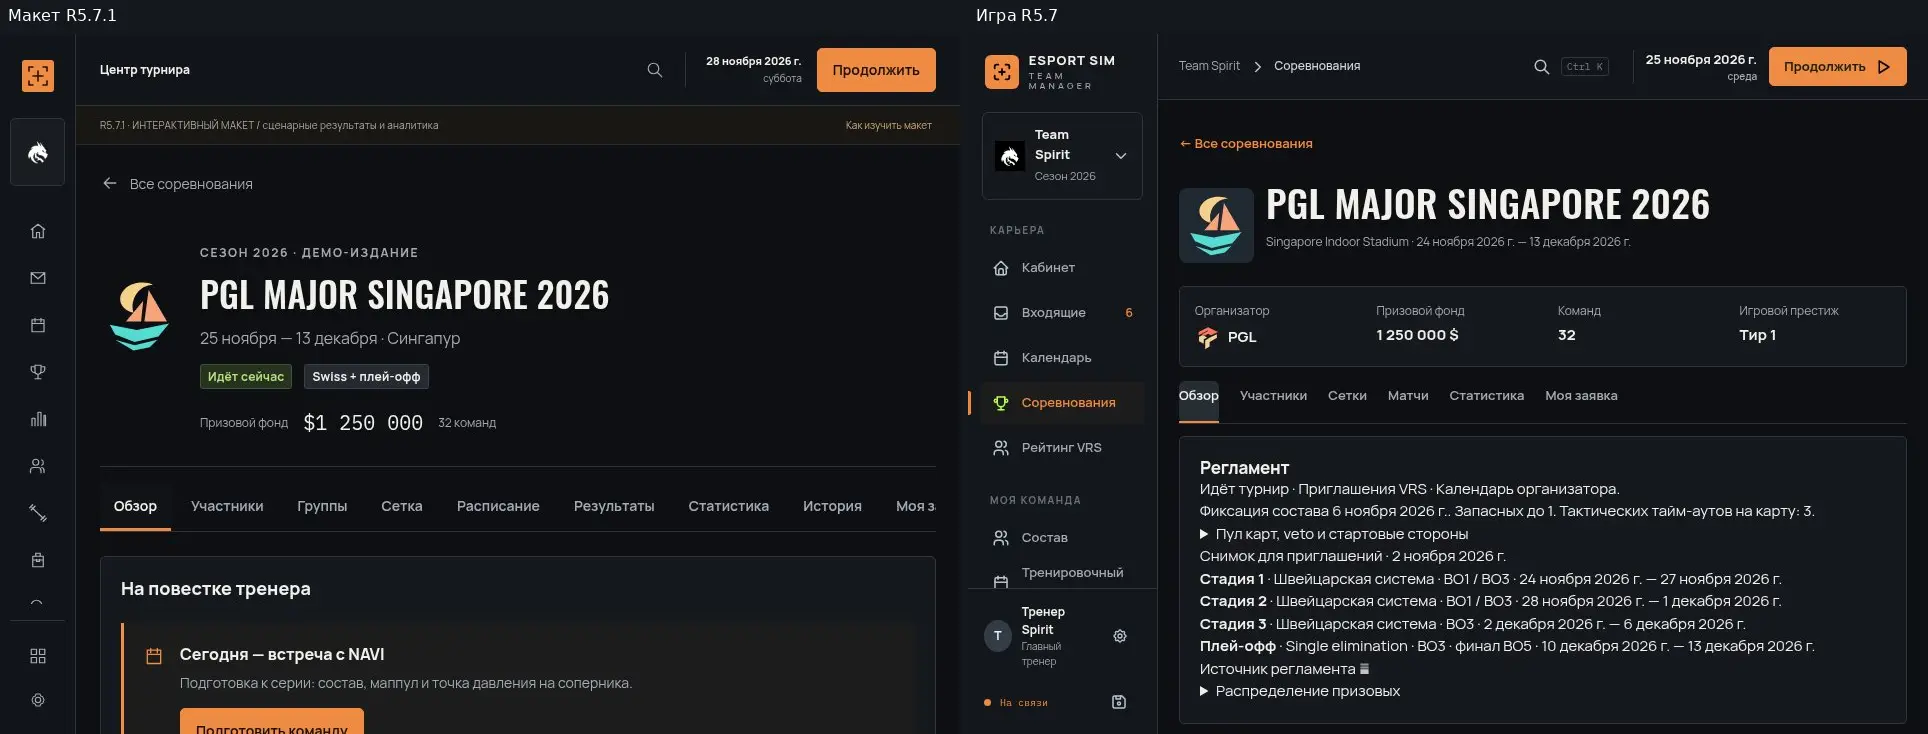 Макет R5.7.1
Центр турнира
28 ноября 2026 г.
суббота
Продолжить
R5.7.1 · ИНТЕРАКТИВНЫЙ МАКЕТ / сценарные результаты и аналитика
Как изучить макет
← Все соревнования
СЕЗОН 2026 · ДЕМО-ИЗДАНИЕ
PGL MAJOR SINGAPORE 2026
25 ноября — 13 декабря · Сингапур
Идёт сейчас
Swiss + плей-офф
Призовой фонд $1 250 000 32 команд
Обзор Участники Группы Сетка Расписание Результаты Статистика История Моя за
На повестке тренера
Сегодня — встреча с NAVI
Подготовка к серии: состав, маппул и точка давления на соперника.
Подготовить команду
Игра R5.7
ESPORT SIM
TEAM
MANAGER
Team
Spirit
Сезон 2026
КАРЬЕРА
Кабинет
Входящие 6
Календарь
Соревнования
Рейтинг VRS
МОЯ КОМАНДА
Состав
Тренировочный
T
Тренер
Spirit
Главный
тренер
На связи
Team Spirit > Соревнования
Ctrl K
25 ноября 2026 г.
среда
Продолжить
← Все соревнования
PGL MAJOR SINGAPORE 2026
Singapore Indoor Stadium · 24 ноября 2026 г. — 13 декабря 2026 г.
Организатор
PGL
Призовой фонд
1 250 000 $
Команд
32
Игровой престиж
Тир 1
Обзор Участники Сетки Матчи Статистика Моя заявка
Регламент
Идёт турнир · Приглашения VRS · Календарь организатора.
Фиксация состава 6 ноября 2026 г.. Запасных до 1. Тактических тайм-аутов на карту: 3.
▶ Пул карт, veto и стартовые стороны
Снимок для приглашений · 2 ноября 2026 г.
Стадия 1 · Швейцарская система · BO1 / BO3 · 24 ноября 2026 г. — 27 ноября 2026 г.
Стадия 2 · Швейцарская система · BO1 / BO3 · 28 ноября 2026 г. — 1 декабря 2026 г.
Стадия 3 · Швейцарская система · BO3 · 2 декабря 2026 г. — 6 декабря 2026 г.
Плей-офф · Single elimination · BO3 · финал BO5 · 10 декабря 2026 г. — 13 декабря 2026 г.
Источник регламента
▶ Распределение призовых